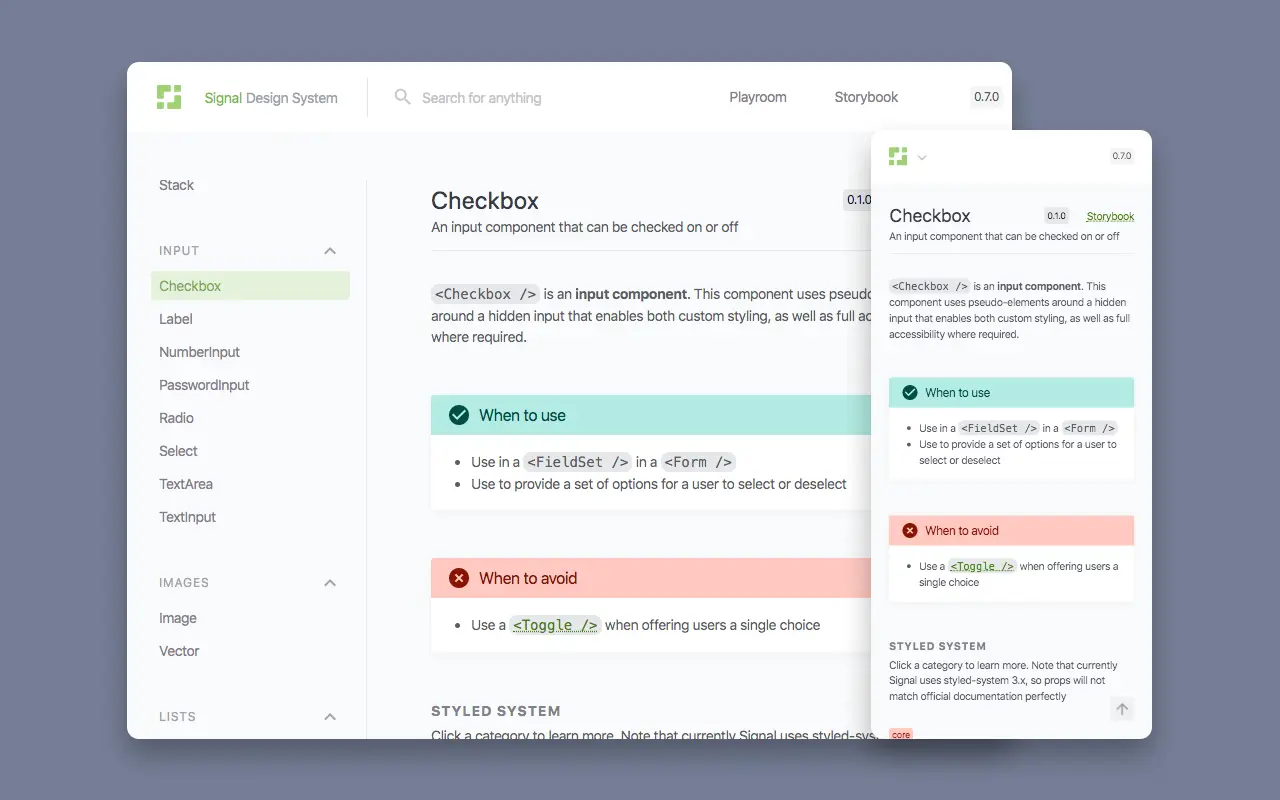 Signal Design System
Search for anything
Playroom
Storybook
0.7.0
Stack
INPUT
Checkbox
Label
NumberInput
PasswordInput
Radio
Select
TextArea
TextInput
IMAGES
Image
Vector
LISTS
Checkbox
0.1.0
An input component that can be checked on or off
<Checkbox /> is an input component. This component uses pseudo
around a hidden input that enables both custom styling, as well as full ac
where required.
When to use
• Use in a <FieldSet /> in a <Form />
• Use to provide a set of options for a user to select or deselect
When to avoid
• Use a <Toggle /> when offering users a single choice
STYLED SYSTEM
Click a category to learn more. Note that currently Signal uses styled-sys
0.7.0
Checkbox
0.1.0
Storybook
An input component that can be checked on or off
<Checkbox /> is an input component. This
component uses pseudo-elements around a hidden
input that enables both custom styling, as well as full
accessibility where required.
When to use
• Use in a <FieldSet /> in a <Form />
• Use to provide a set of options for a user to
select or deselect
When to avoid
• Use a <Toggle /> when offering users a
single choice
STYLED SYSTEM
Click a category to learn more. Note that currently
Signal uses styled-system 3.x, so props will not
match official documentation perfectly
core